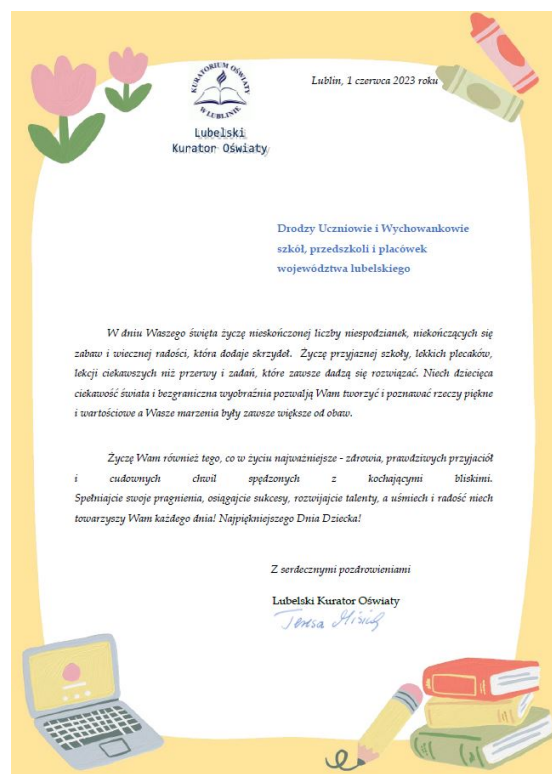 KURATORIUM OŚWIATY
W LUBLINIE
Lubelski
Kurator Oświaty
Lublin, 1 czerwca 2023 roku
Drodzy Uczniowie i Wychowankowie
szkół, przedszkoli i placówek
województwa lubelskiego
W dniu Waszego święta życzę nieskończonej liczby niespodzianek, niekończących się
zabaw i wiecznej radości, która dodaje skrzydeł. Życzę przyjaznej szkoły, lekkich plecaków,
lekcji ciekawszych niż przerwy i zadań, które zawsze dadzą się rozwiązać. Niech dziecięca
ciekawość świata i bezgraniczna wyobraźnia pozwalją Wam tworzyć i poznawać rzeczy piękne
i wartościowe a Wasze marzenia były zawsze większe od obaw.
Życzę Wam również tego, co w życiu najważniejsze - zdrowia, prawdziwych przyjaciół
i cudownych chwil spędzonych z kochającymi bliskimi.
Spełniajcie swoje pragnienia, osiągajcie sukcesy, rozwijajcie talenty, a uśmiech i radość niech
towarzyszy Wam każdego dnia! Najpiękniejszego Dnia Dziecka!
Z serdecznymi pozdrowieniami
Lubelski Kurator Oświaty
Teresa Misiuk